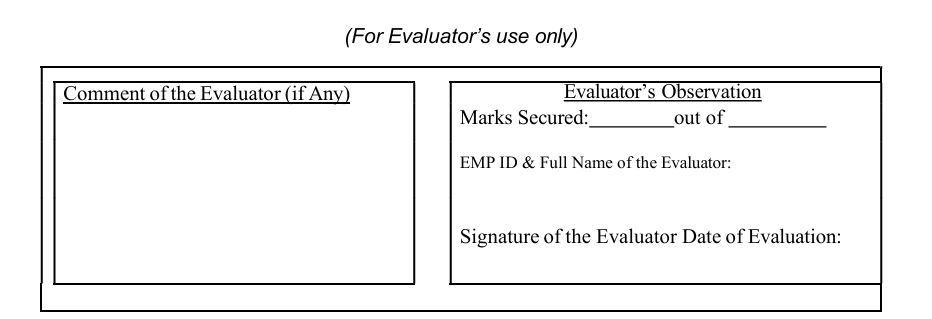 (For Evaluator's use only)
Comment of the Evaluator (if Any)
Evaluator's Observation
Marks Secured:________out of _________
EMP ID & Full Name of the Evaluator:
Signature of the Evaluator Date of Evaluation: